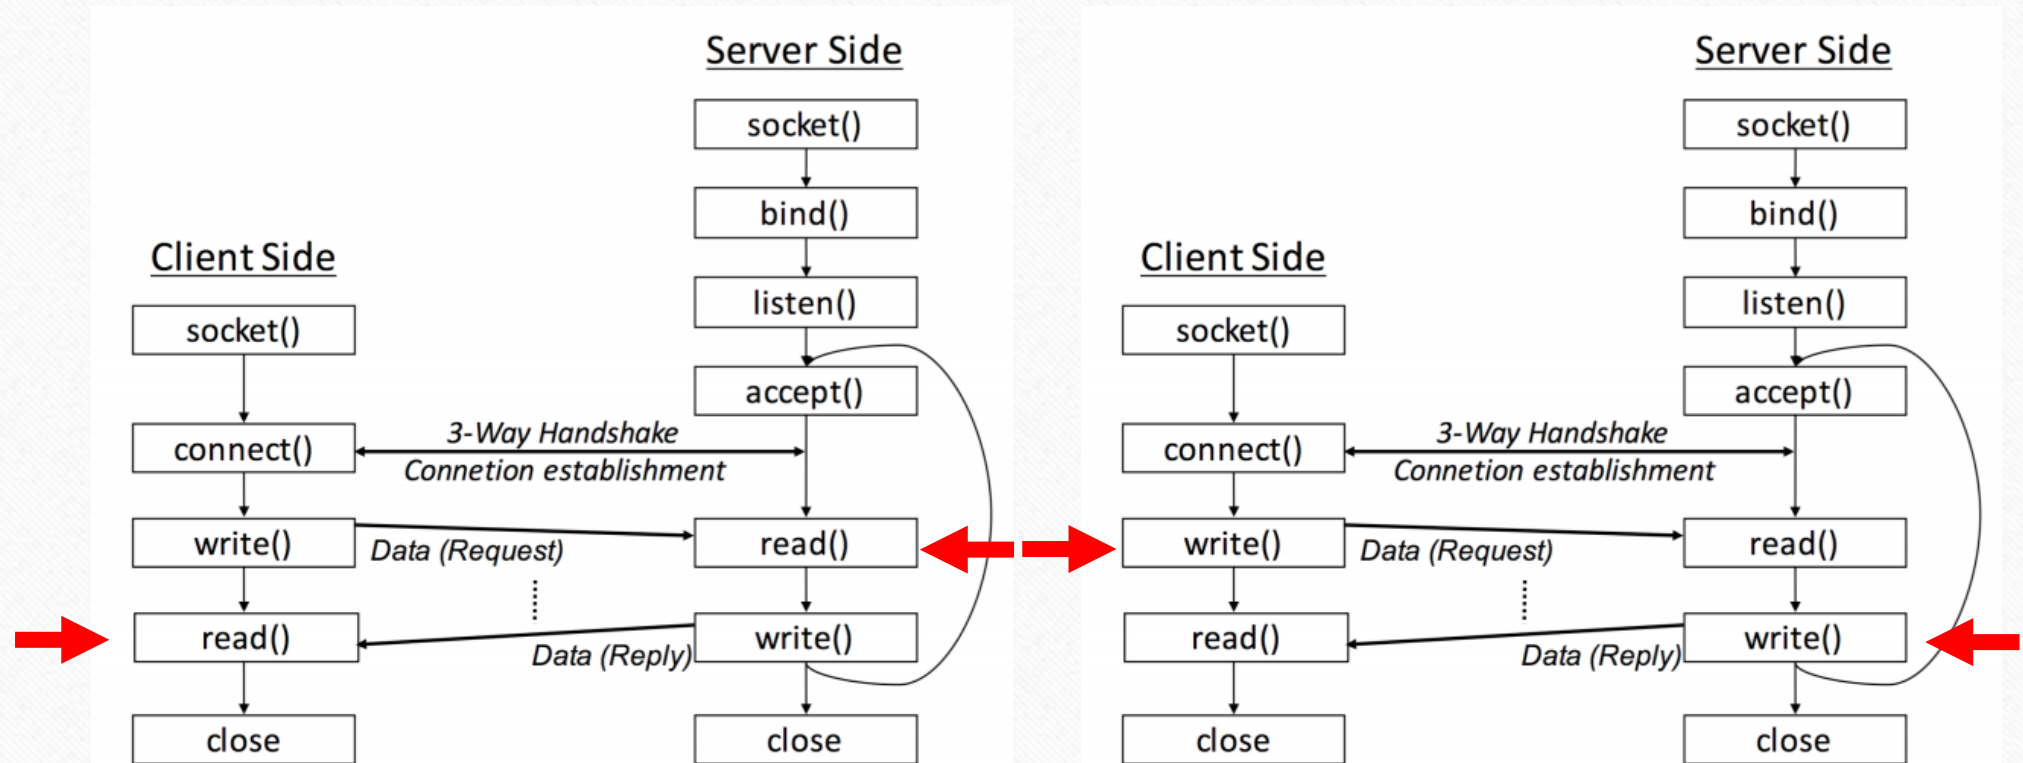 Server Side
socket()
bind()
Client Side
listen()
socket()
accept()
3-Way Handshake
connect()
Connetion establishment
write()
Data (Request)
read()
read()
Data (Reply)
write()
close
close
Server Side
socket()
bind()
Client Side
listen()
socket()
accept()
3-Way Handshake
connect()
Connetion establishment
write()
Data (Request)
read()
read()
Data (Reply)
write()
close
close